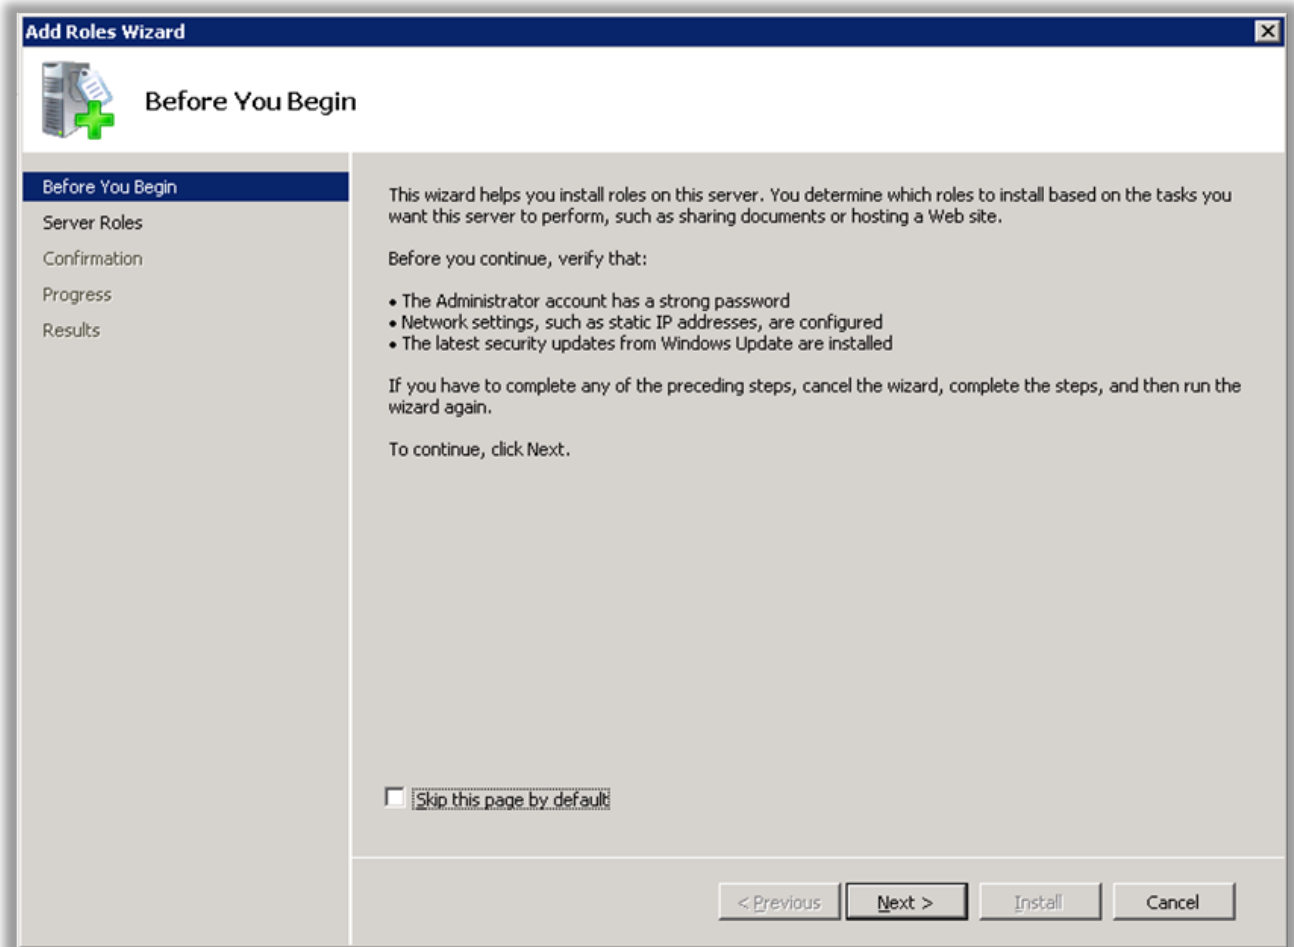 Add Roles Wizard
Before You Begin
Before You Begin
Server Roles
Confirmation
Progress
Results
This wizard helps you install roles on this server. You determine which roles to install based on the tasks you
want this server to perform, such as sharing documents or hosting a Web site.
Before you continue, verify that:
• The Administrator account has a strong password
• Network settings, such as static IP addresses, are configured
• The latest security updates from Windows Update are installed
If you have to complete any of the preceding steps, cancel the wizard, complete the steps, and then run the
wizard again.
To continue, click Next.
Skip this page by default
< Previous
Next >
Install
Cancel